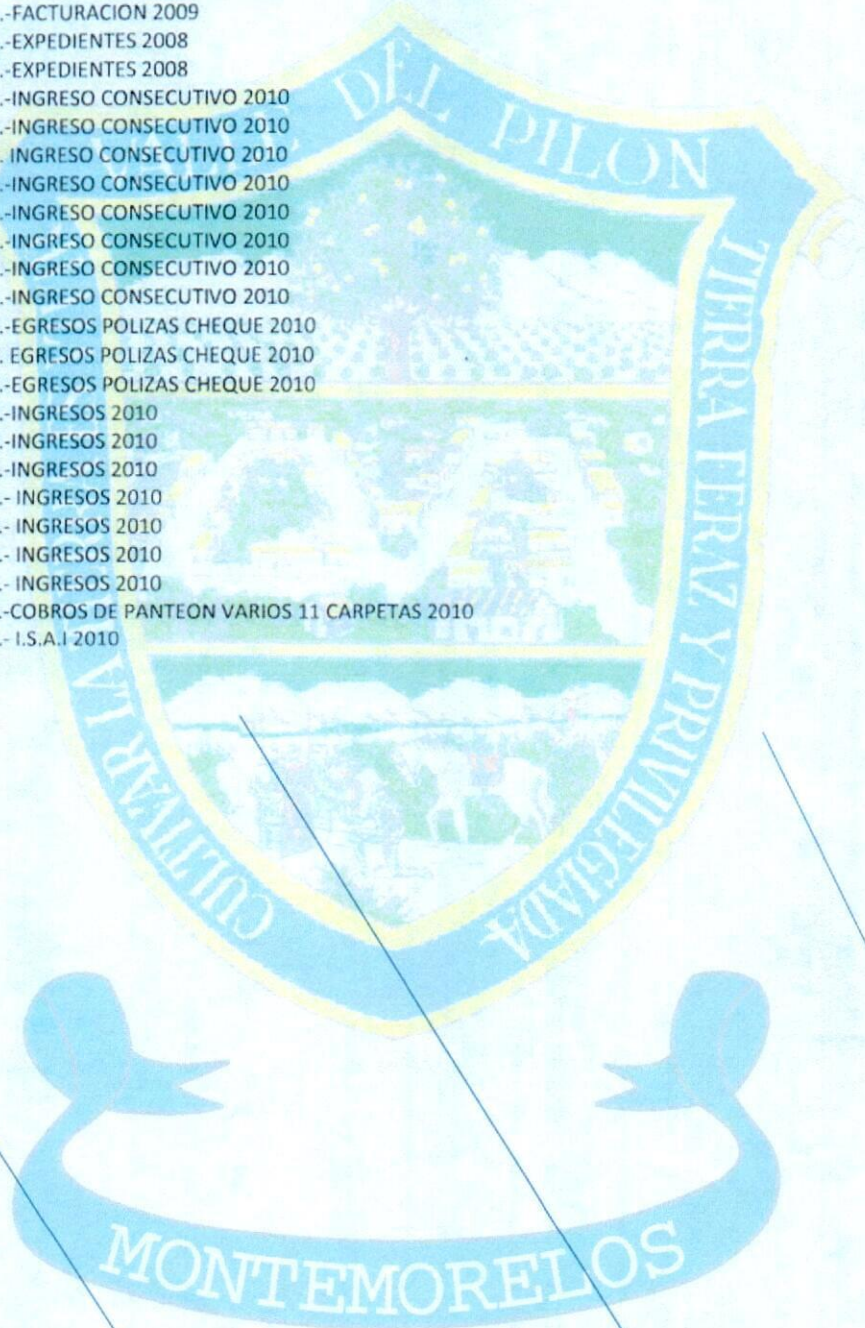 .-FACTURACION 2009
.-EXPEDIENTES 2008
.-EXPEDIENTES 2008
.-INGRESO CONSECUTIVO 2010
.-INGRESO CONSECUTIVO 2010
. INGRESO CONSECUTIVO 2010
.-INGRESO CONSECUTIVO 2010
.-INGRESO CONSECUTIVO 2010
.-INGRESO CONSECUTIVO 2010
.-INGRESO CONSECUTIVO 2010
.-INGRESO CONSECUTIVO 2010
.-EGRESOS POLIZAS CHEQUE 2010
. EGRESOS POLIZAS CHEQUE 2010
.-EGRESOS POLIZAS CHEQUE 2010
.-INGRESOS 2010
.-INGRESOS 2010
.-INGRESOS 2010
.- INGRESOS 2010
.- INGRESOS 2010
.- INGRESOS 2010
.- INGRESOS 2010
.-COBROS DE PANTEON VARIOS 11 CARPETAS 2010
.- I.S.A.I 2010
DEL PILON
TIERRA FERAZ Y PRIVILEGIADA
CULTIVAR LA
MONTEMORELOS